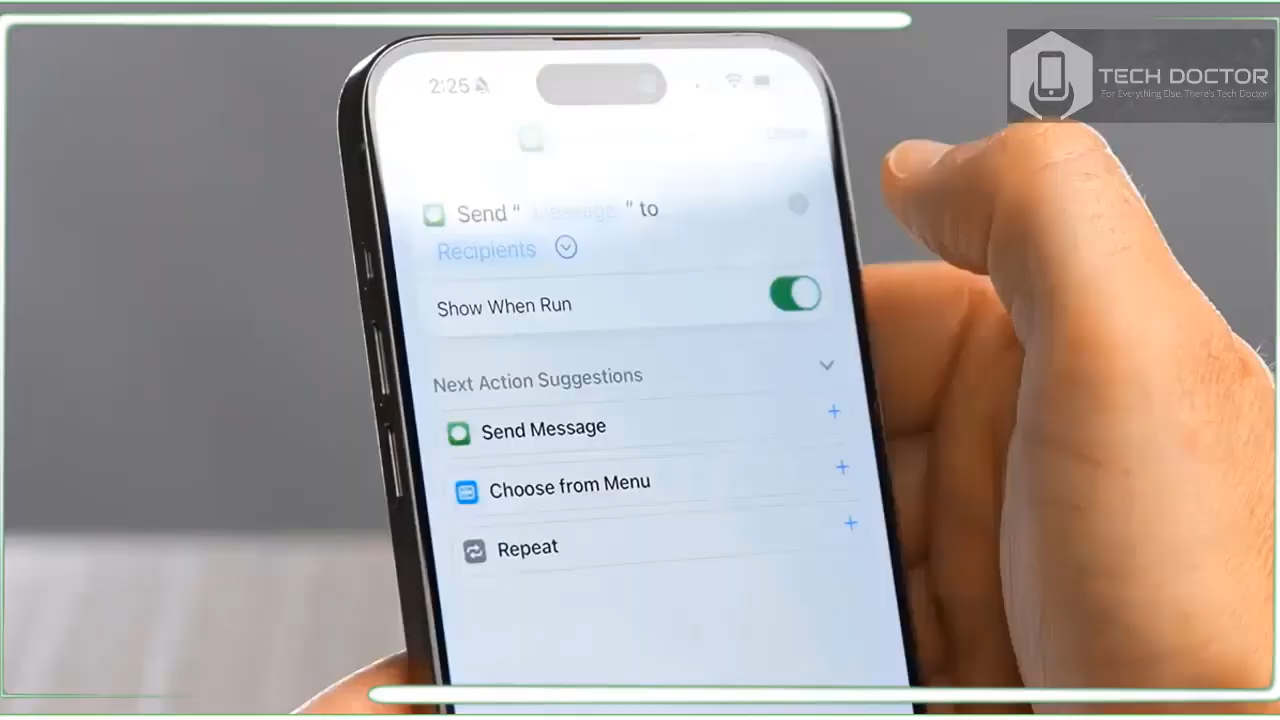 2:25
TECH DOCTOR
For Everything Else, There's Tech Doctor
Send " Message " to
Recipients
Show When Run
Next Action Suggestions
Send Message
Choose from Menu
Repeat